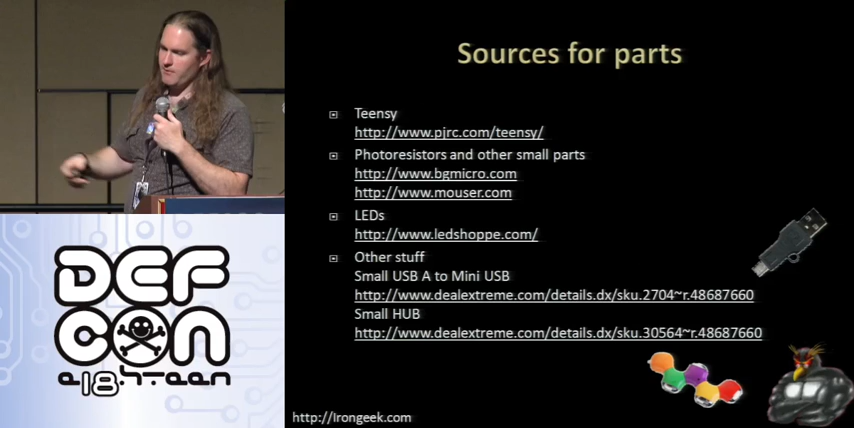 Sources for parts
Teensy
http://www.pjrc.com/teensy/
Photoresistors and other small parts
http://www.bgmicro.com
http://www.mouser.com
LEDs
http://www.ledshoppe.com/
Other stuff
Small USB A to Mini USB
http://www.dealextreme.com/details.dx/sku.2704~r.48687660
Small HUB
http://www.dealextreme.com/details.dx/sku.30564~r.48687660
http://Irongeek.com
DEF
CON
e18hteen